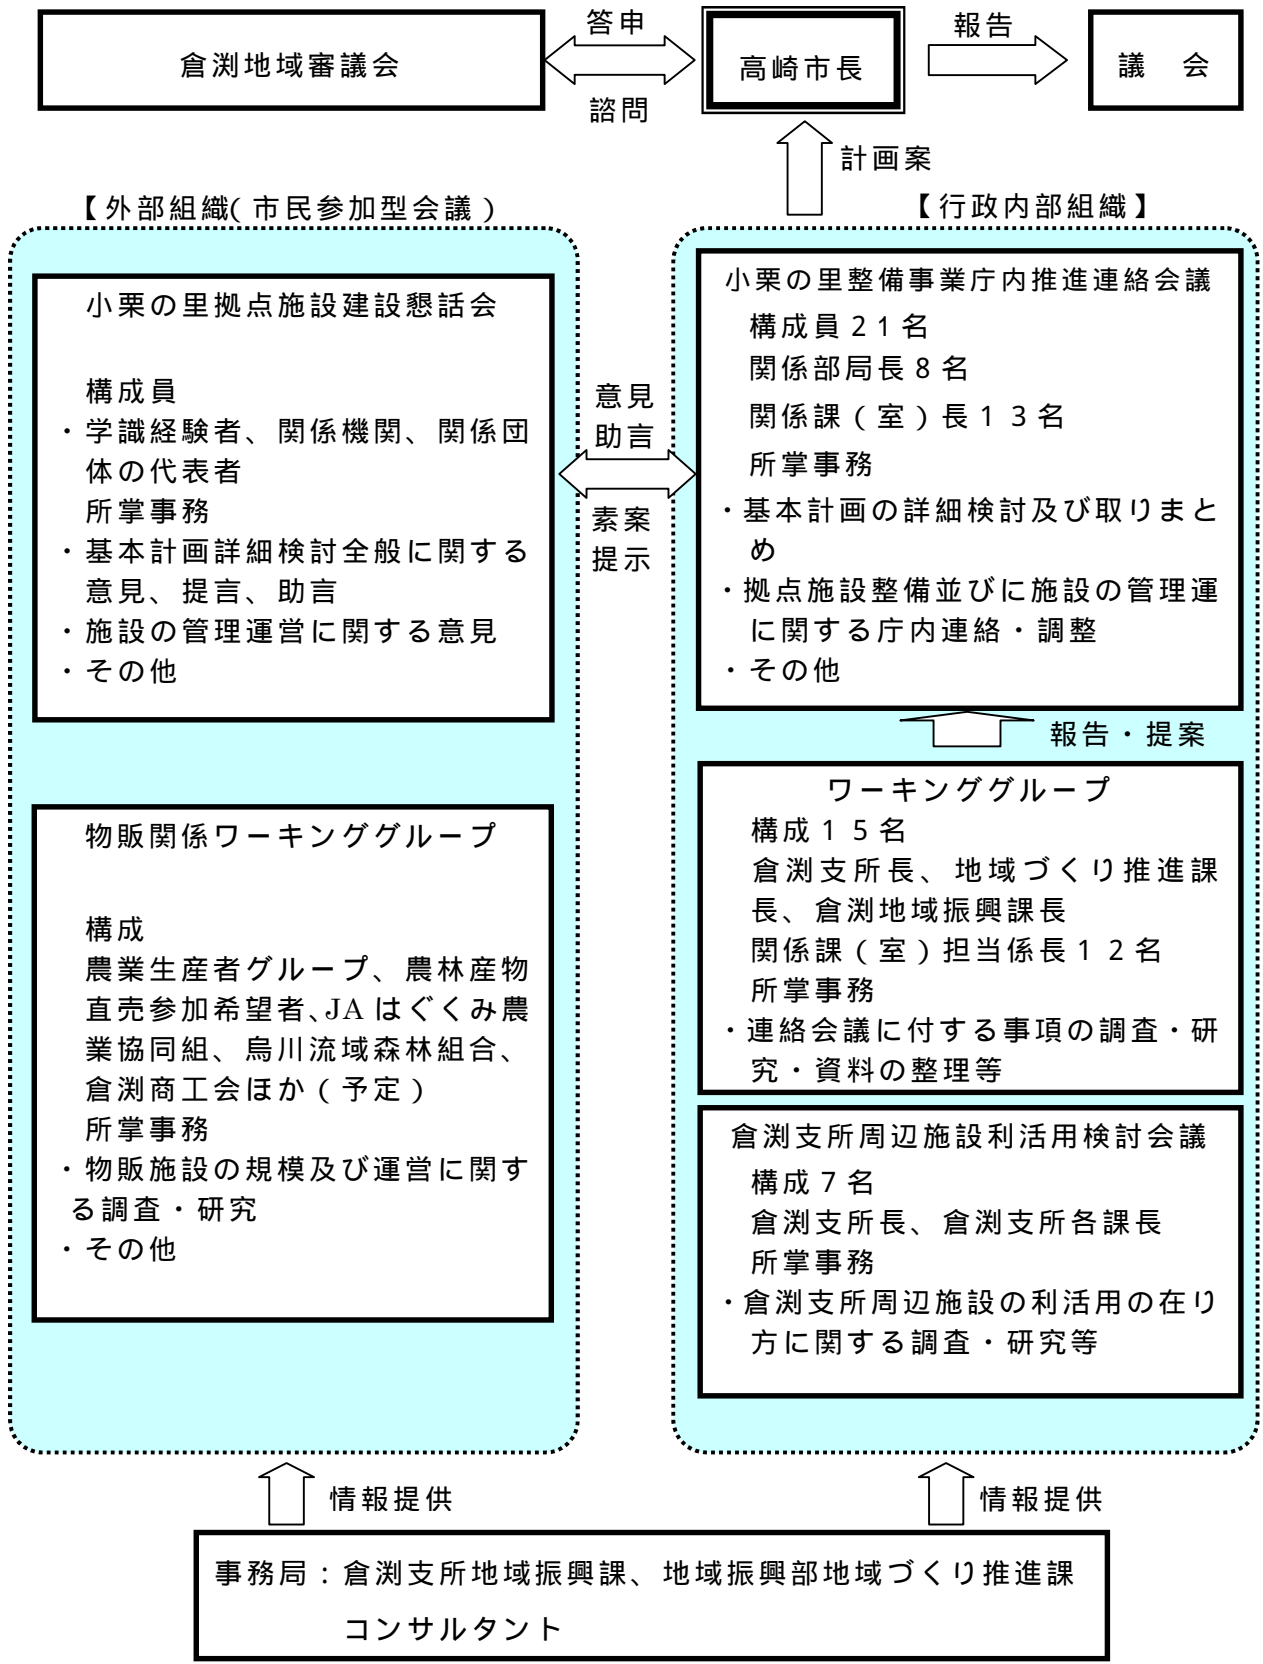 倉渕地域審議会
答申
諮問
高崎市長
報告
議　会
計画案
【外部組織(市民参加型会議)
【行政内部組織】
小栗の里拠点施設建設懇話会
構成員
・学識経験者、関係機関、関係団
体の代表者
所掌事務
・基本計画詳細検討全般に関する
意見、提言、助言
・施設の管理運営に関する意見
・その他
物販関係ワーキンググループ
構成
農業生産者グループ、農林産物
直売参加希望者、JAはぐくみ農
業協同組、烏川流域森林組合、
倉渕商工会ほか(予定)
所掌事務
・物販施設の規模及び運営に関す
る調査・研究
・その他
意見
助言
素案
提示
小栗の里整備事業庁内推進連絡会議
構成員21名
関係部局長8名
関係課(室)長13名
所掌事務
・基本計画の詳細検討及び取りまと
め
・拠点施設整備並びに施設の管理運
に関する庁内連絡・調整
・その他
報告・提案
ワーキンググループ
構成15名
倉渕支所長、地域づくり推進課
長、倉渕地域振興課長
関係課(室)担当係長12名
所掌事務
・連絡会議に付する事項の調査・研
究・資料の整理等
倉渕支所周辺施設利活用検討会議
構成7名
倉渕支所長、倉渕支所各課長
所掌事務
・倉渕支所周辺施設の利活用の在り
方に関する調査・研究等
情報提供
情報提供
事務局:倉渕支所地域振興課、地域振興部地域づくり推進課
コンサルタント